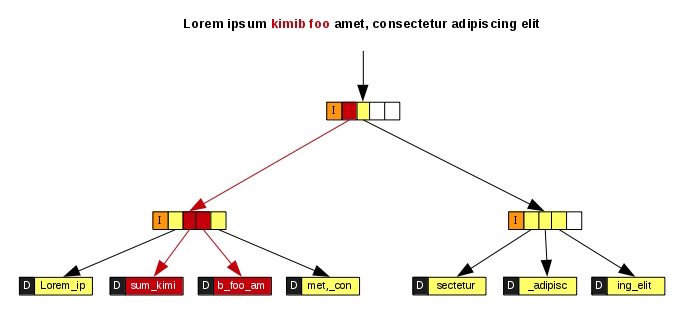 Lorem ipsum kimib foo amet, consectetur adipiscing elit
I
I I
D Lorem_ip D sum_kimi D b_foo_am D met,_con D sectetur D _adipisc D ing_elit